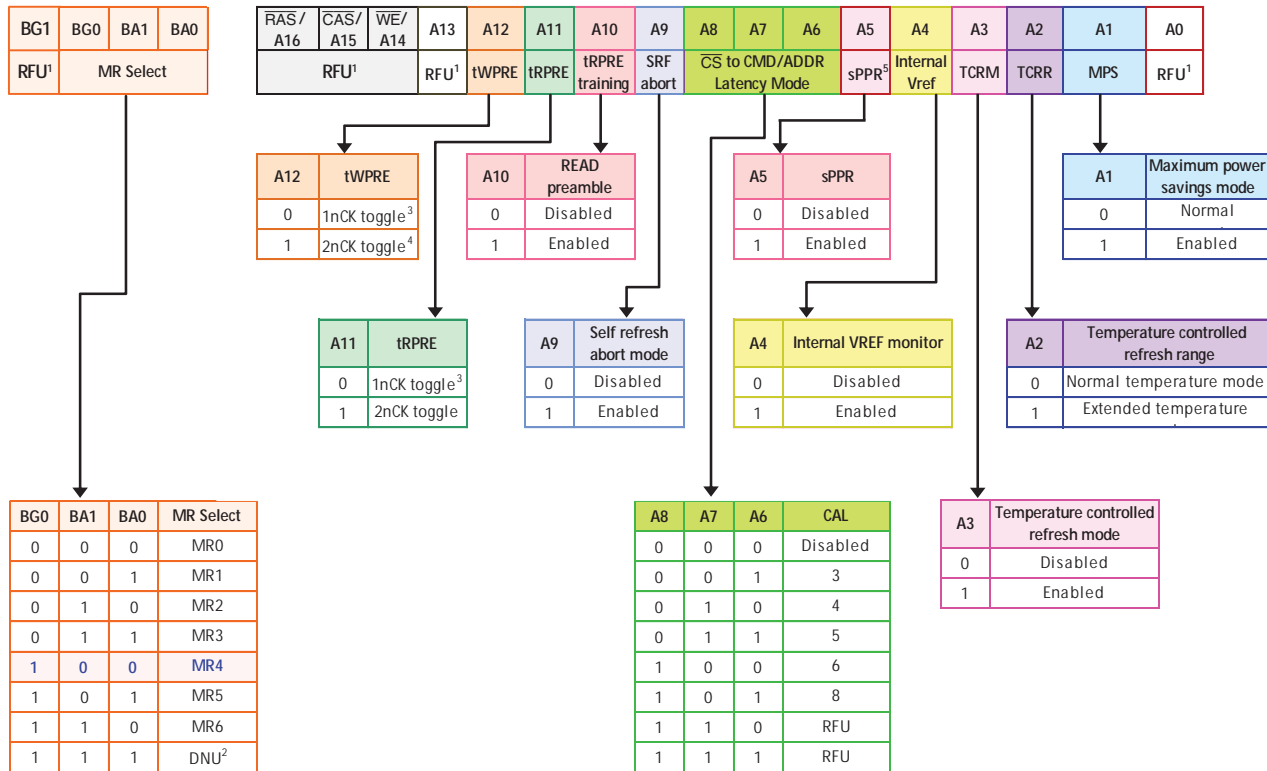 BG1 BG0 BA1 BA0
RFU¹ MR Select
RAS / A16 CAS/ A15 WE/ A14 A13 A12 A11 A10 A9 A8 A7 A6 A5 A4 A3 A2 A1 A0
RFU¹ RFU¹ tWPRE tRPRE tRPRE training SRF abort CS to CMD/ADDR Latency Mode sPPR⁵ Internal Vref TCRM TCRR MPS RFU¹
A12 tWPRE
0 1nCK toggle³
1 2nCK toggle⁴
A10 READ preamble
0 Disabled
1 Enabled
A5 sPPR
0 Disabled
1 Enabled
A1 Maximum power savings mode
0 Normal
1 Enabled
A11 tRPRE
0 1nCK toggle³
1 2nCK toggle
A9 Self refresh abort mode
0 Disabled
1 Enabled
A4 Internal VREF monitor
0 Disabled
1 Enabled
A2 Temperature controlled refresh range
0 Normal temperature mode
1 Extended temperature
BG0 BA1 BA0 MR Select
0 0 0 MR0
0 0 1 MR1
0 1 0 MR2
0 1 1 MR3
1 0 0 MR4
1 0 1 MR5
1 1 0 MR6
1 1 1 DNU²
A8 A7 A6 CAL
0 0 0 Disabled
0 0 1 3
0 1 0 4
0 1 1 5
1 0 0 6
1 0 1 8
1 1 0 RFU
1 1 1 RFU
A3 Temperature controlled refresh mode
0 Disabled
1 Enabled